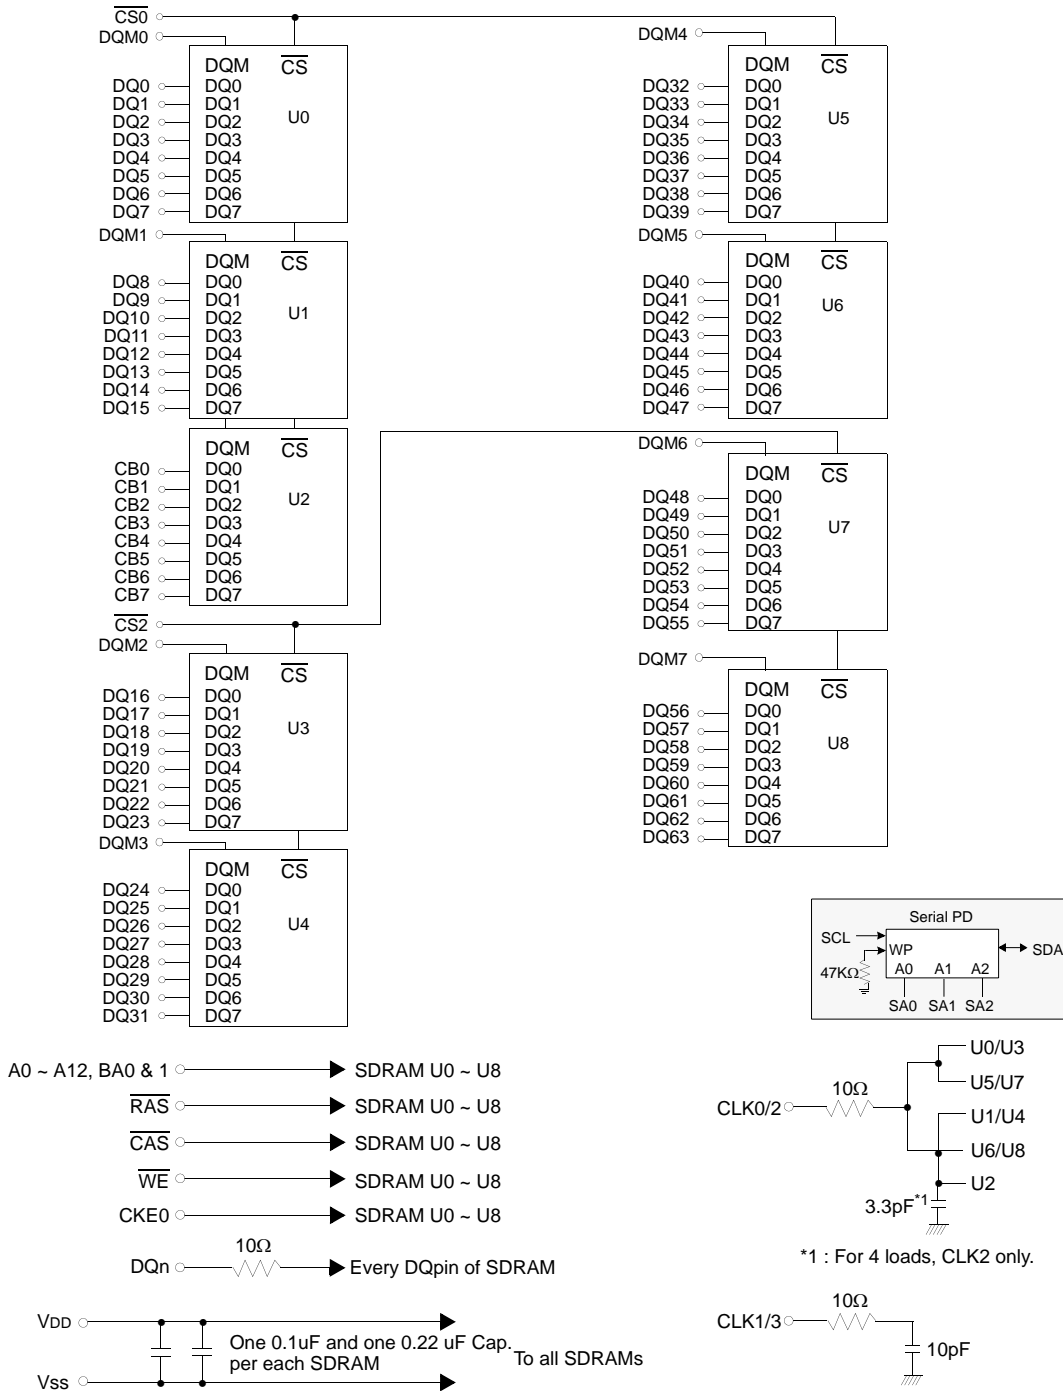 CS0
DQM0
DQM CS
DQ0 DQ0
DQ1 DQ1
DQ2 DQ2
DQ3 DQ3
DQ4 DQ4
DQ5 DQ5
DQ6 DQ6
DQ7 DQ7
U0
DQM1
DQM CS
DQ8 DQ0
DQ9 DQ1
DQ10 DQ2
DQ11 DQ3
DQ12 DQ4
DQ13 DQ5
DQ14 DQ6
DQ15 DQ7
U1
DQM CS
CB0 DQ0
CB1 DQ1
CB2 DQ2
CB3 DQ3
CB4 DQ4
CB5 DQ5
CB6 DQ6
CB7 DQ7
U2
CS2
DQM2
DQM CS
DQ16 DQ0
DQ17 DQ1
DQ18 DQ2
DQ19 DQ3
DQ20 DQ4
DQ21 DQ5
DQ22 DQ6
DQ23 DQ7
U3
DQM3
DQM CS
DQ24 DQ0
DQ25 DQ1
DQ26 DQ2
DQ27 DQ3
DQ28 DQ4
DQ29 DQ5
DQ30 DQ6
DQ31 DQ7
U4
DQM4
DQM CS
DQ32 DQ0
DQ33 DQ1
DQ34 DQ2
DQ35 DQ3
DQ36 DQ4
DQ37 DQ5
DQ38 DQ6
DQ39 DQ7
U5
DQM5
DQM CS
DQ40 DQ0
DQ41 DQ1
DQ42 DQ2
DQ43 DQ3
DQ44 DQ4
DQ45 DQ5
DQ46 DQ6
DQ47 DQ7
U6
DQM6
DQM CS
DQ48 DQ0
DQ49 DQ1
DQ50 DQ2
DQ51 DQ3
DQ52 DQ4
DQ53 DQ5
DQ54 DQ6
DQ55 DQ7
U7
DQM7
DQM CS
DQ56 DQ0
DQ57 DQ1
DQ58 DQ2
DQ59 DQ3
DQ60 DQ4
DQ61 DQ5
DQ62 DQ6
DQ63 DQ7
U8
Serial PD
SCL
WP
SDA
47KΩ
A0 A1 A2
SA0 SA1 SA2
A0 ~ A12, BA0 & 1 SDRAM U0 ~ U8
RAS SDRAM U0 ~ U8
CAS SDRAM U0 ~ U8
WE SDRAM U0 ~ U8
CKE0 SDRAM U0 ~ U8
10Ω
DQn Every DQpin of SDRAM
VDD
One 0.1uF and one 0.22 uF Cap.
per each SDRAM
To all SDRAMs
Vss
U0/U3
U5/U7
10Ω
CLK0/2
U1/U4
U6/U8
U2
3.3pF*1
*1 : For 4 loads, CLK2 only.
10Ω
CLK1/3
10pF